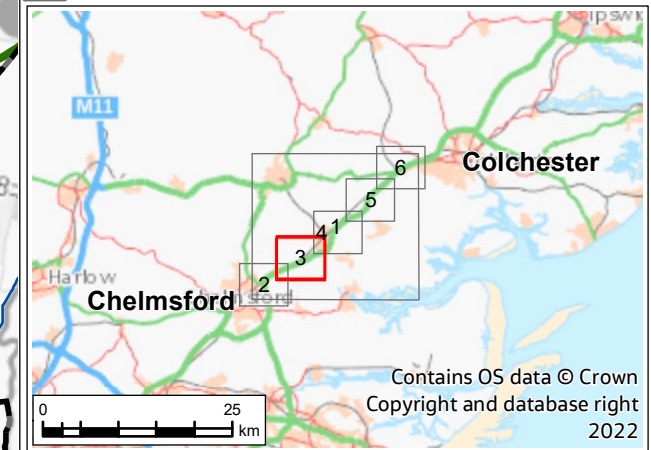 M11
6
Colchester
5
4 1
3
Harlow
2
Chelmsford
Contains OS data © Crown
Copyright and database right
2022
0 25
km